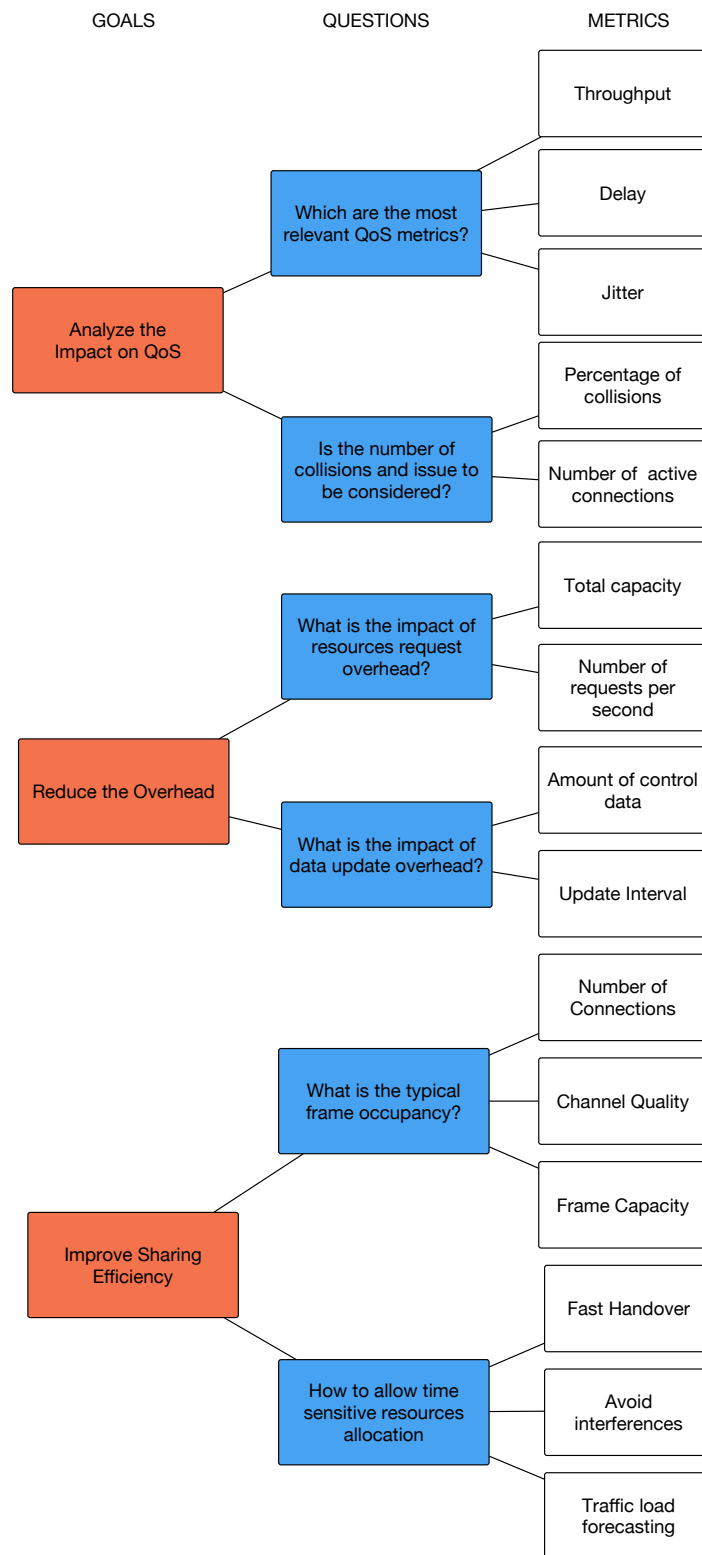 GOALS
QUESTIONS
METRICS
Throughput
Which are the most
relevant QoS metrics?
Delay
Jitter
Analyze the
Impact on QoS
Percentage of
collisions
Is the number of
collisions and issue to
be considered?
Number of active
connections
Total capacity
What is the impact of
resources request
overhead?
Number of
requests per
second
Reduce the Overhead
Amount of control
data
What is the impact of
data update overhead?
Update Interval
Number of
Connections
What is the typical
frame occupancy?
Channel Quality
Frame Capacity
Improve Sharing
Efficiency
Fast Handover
How to allow time
sensitive resources
allocation
Avoid
interferences
Traffic load
forecasting